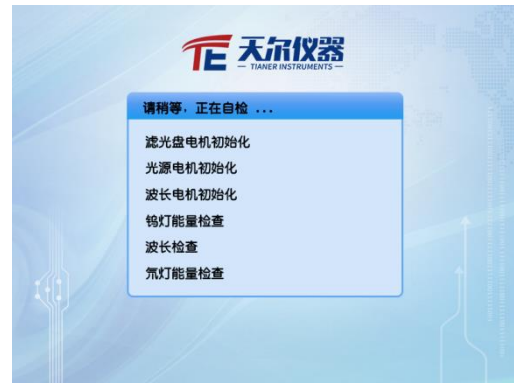 TE 天尔仪器
— TIANER INSTRUMENTS —
请稍等，正在自检 ...
滤光盘电机初始化
光源电机初始化
波长电机初始化
钨灯能量检查
波长检查
氘灯能量检查